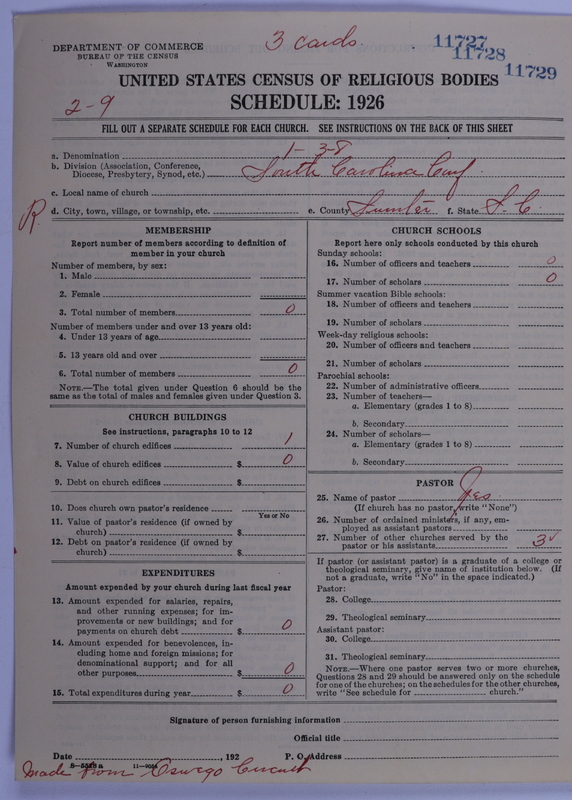 3 cards
11727
11728
11729
DEPARTMENT OF COMMERCE
BUREAU OF THE CENSUS
WASHINGTON
UNITED STATES CENSUS OF RELIGIOUS BODIES
2-9
SCHEDULE: 1926
FILL OUT A SEPARATE SCHEDULE FOR EACH CHURCH. SEE INSTRUCTIONS ON THE BACK OF THIS SHEET
a. Denomination 1-38
b. Division (Association, Conference, Diocese, Presbytery, Synod, etc.) South Carolina Conf
c. Local name of church
d. City, town, village, or township, etc. e. County Sumter f. State S. C
R
MEMBERSHIP
Report number of members according to definition of
member in your church
Number of members, by sex:
1. Male
2. Female
3. Total number of members 0
Number of members under and over 13 years old:
4. Under 13 years of age
5. 13 years old and over
6. Total number of members 0
NOTE.—The total given under Question 6 should be the
same as the total of males and females given under Question 3.
CHURCH BUILDINGS
See instructions, paragraphs 10 to 12
7. Number of church edifices 1
8. Value of church edifices $ 0
9. Debt on church edifices $
10. Does church own pastor's residence
Yes or No
11. Value of pastor's residence (if owned by
church) $
12. Debt on pastor's residence (if owned by
church) $
EXPENDITURES
Amount expended by your church during last fiscal year
13. Amount expended for salaries, repairs,
and other running expenses; for im-
provements or new buildings; and for
payments on church debt $ 0
14. Amount expended for benevolences, in-
cluding home and foreign missions; for
denominational support; and for all
other purposes $ 0
15. Total expenditures during year $ 0
CHURCH SCHOOLS
Report here only schools conducted by this church
Sunday schools:
16. Number of officers and teachers 0
17. Number of scholars 0
Summer vacation Bible schools:
18. Number of officers and teachers
19. Number of scholars
Week-day religious schools:
20. Number of officers and teachers
21. Number of scholars
Parochial schools:
22. Number of administrative officers
23. Number of teachers—
a. Elementary (grades 1 to 8)
b. Secondary
24. Number of scholars—
a. Elementary (grades 1 to 8)
b. Secondary
PASTOR
25. Name of pastor Yes
(If church has no pastor, write "None")
26. Number of ordained ministers, if any, em-
ployed as assistant pastors
27. Number of other churches served by the
pastor or his assistants 3
If pastor (or assistant pastor) is a graduate of a college or
theological seminary, give name of institution below. (If
not a graduate, write "No" in the space indicated.)
Pastor:
28. College
29. Theological seminary
Assistant pastor:
30. College
31. Theological seminary
NOTE.—Where one pastor serves two or more churches,
Questions 28 and 29 should be answered only on the schedule
for one of the churches; on the schedules for the other churches,
write "See schedule for church."
Signature of person furnishing information
Official title
Date , 192 P. O. Address
8-5518 a 11-9054
Made from Oswego Circuit